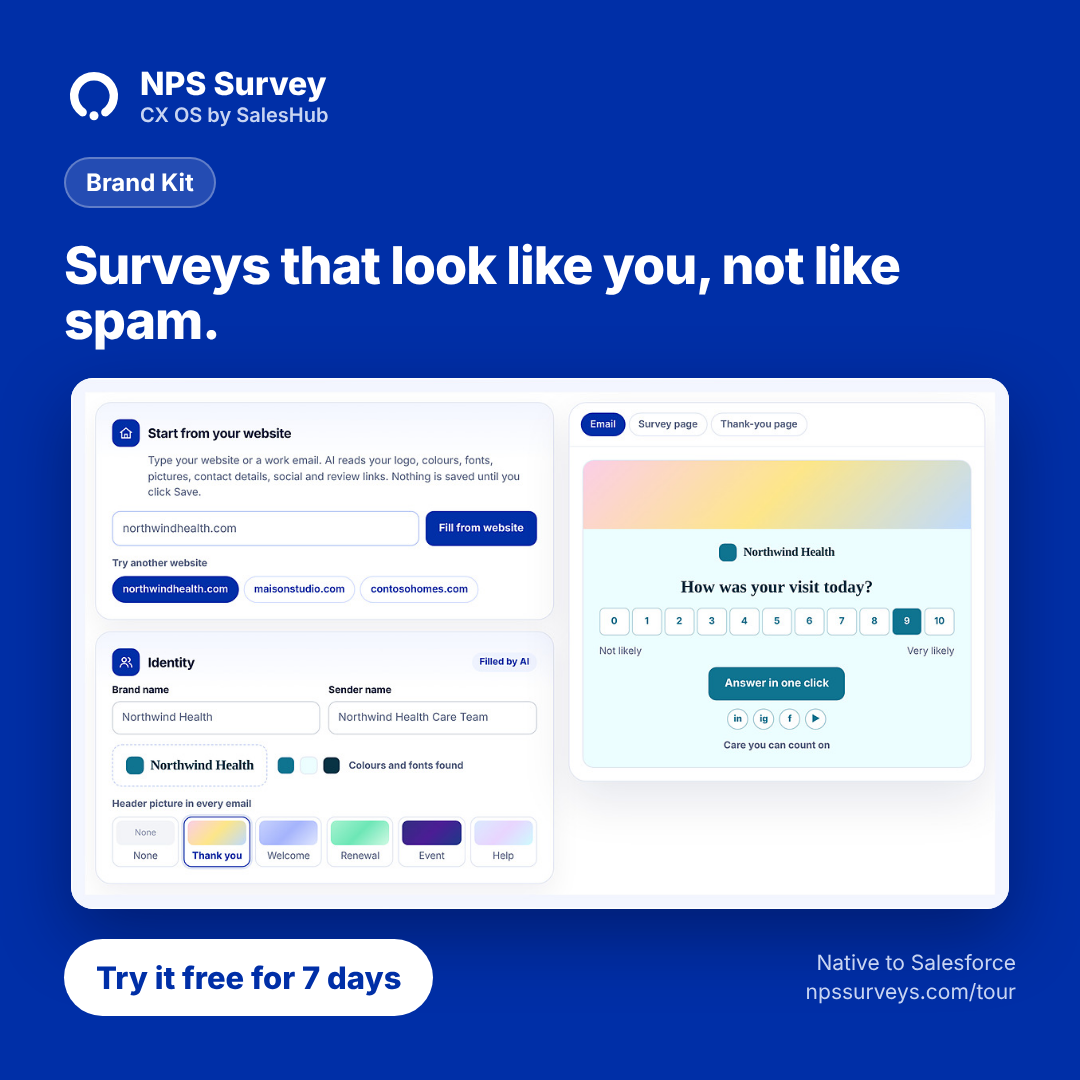 NPS Survey
CX OS by SalesHub
Brand Kit
Surveys that look like you, not like
spam.
Start from your website
Type your website or a work email. AI reads your logo, colours, fonts,
pictures, contact details, social and review links. Nothing is saved until you
click Save.
northwindhealth.com
Fill from website
Try another website
northwindhealth.com
maisonstudio.com
contosohomes.com
Identity
Filled by AI
Brand name
Sender name
Northwind Health
Northwind Health Care Team
Northwind Health
Colours and fonts found
Header picture in every email
None
None
Thank you
Welcome
Renewal
Event
Help
Email
Survey page
Thank-you page
Northwind Health
How was your visit today?
0 1 2 3 4 5 6 7 8 9 10
Not likely
Very likely
Answer in one click
in ig f
Care you can count on
Try it free for 7 days
Native to Salesforce
npssurveys.com/tour